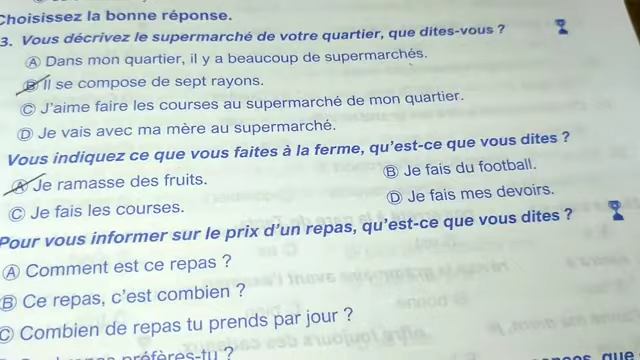 Choisissez la bonne réponse.
3. Vous décrivez le supermarché de votre quartier, que dites-vous ?
Ⓐ Dans mon quartier, il y a beaucoup de supermarchés.
Ⓑ Il se compose de sept rayons.
Ⓒ J'aime faire les courses au supermarché de mon quartier.
Ⓓ Je vais avec ma mère au supermarché.
Vous indiquez ce que vous faites à la ferme, qu'est-ce que vous dites ?
Ⓐ Je ramasse des fruits. Ⓑ Je fais du football.
Ⓒ Je fais les courses. Ⓓ Je fais mes devoirs.
Pour vous informer sur le prix d'un repas, qu'est-ce que vous dites ?
Ⓐ Comment est ce repas ?
Ⓑ Ce repas, c'est combien ?
Ⓒ Combien de repas tu prends par jour ?
préfères-tu ?
que